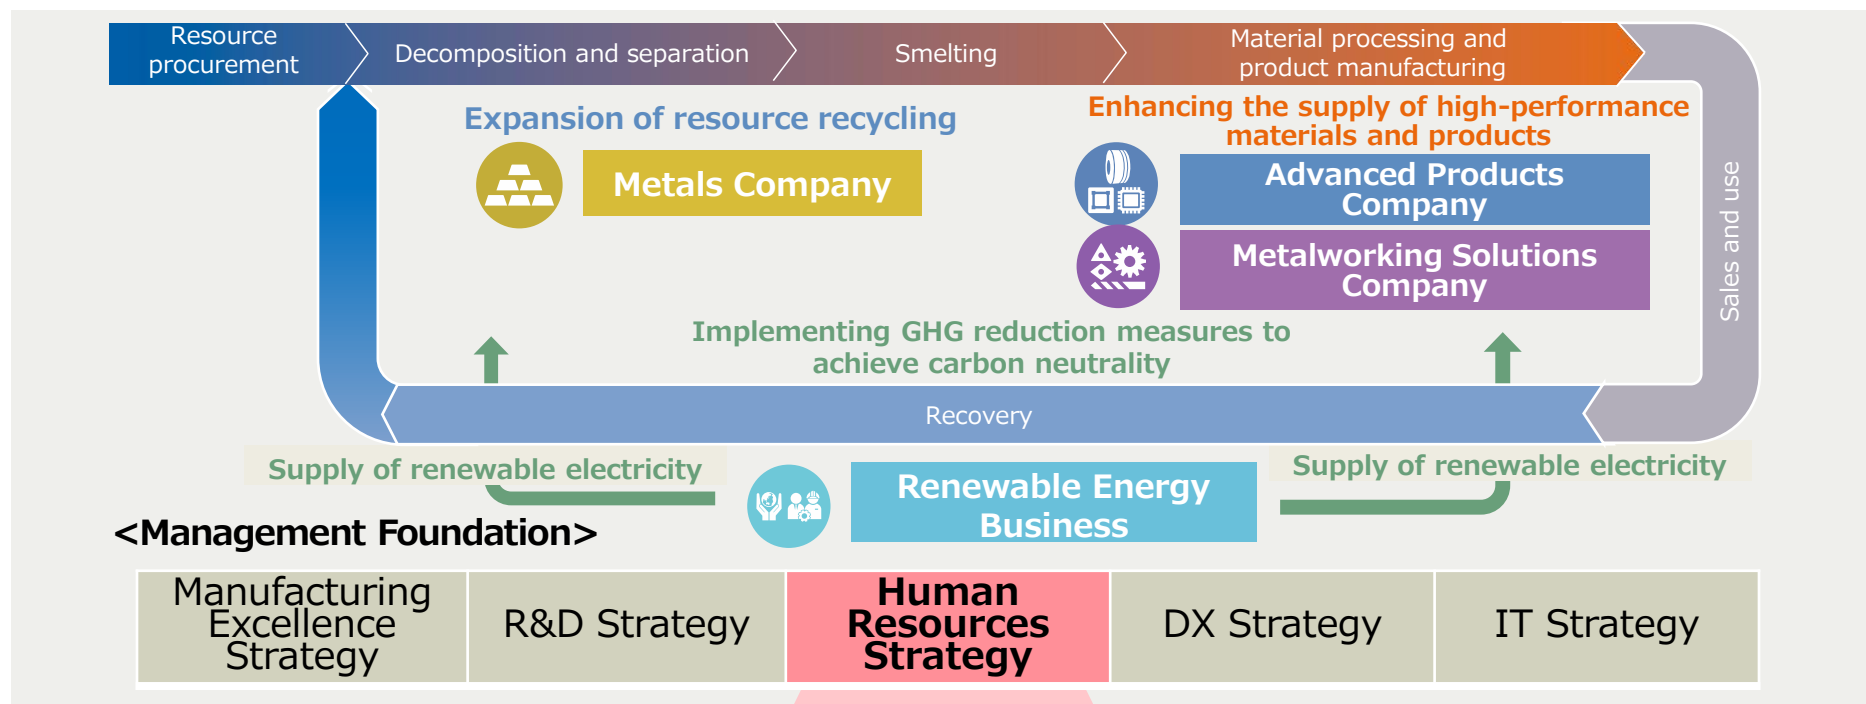 Resource
procurement
Decomposition and separation
Smelting
Material processing and
product manufacturing
Expansion of resource recycling
Enhancing the supply of high-performance
materials and products
Metals Company
Advanced Products
Company
Metalworking Solutions
Company
Sales and use
Implementing GHG reduction measures to
achieve carbon neutrality
Recovery
Supply of renewable electricity
Supply of renewable electricity
Renewable Energy
Business
<Management Foundation>
Manufacturing
Excellence
Strategy
R&D Strategy
Human
Resources
Strategy
DX Strategy
IT Strategy